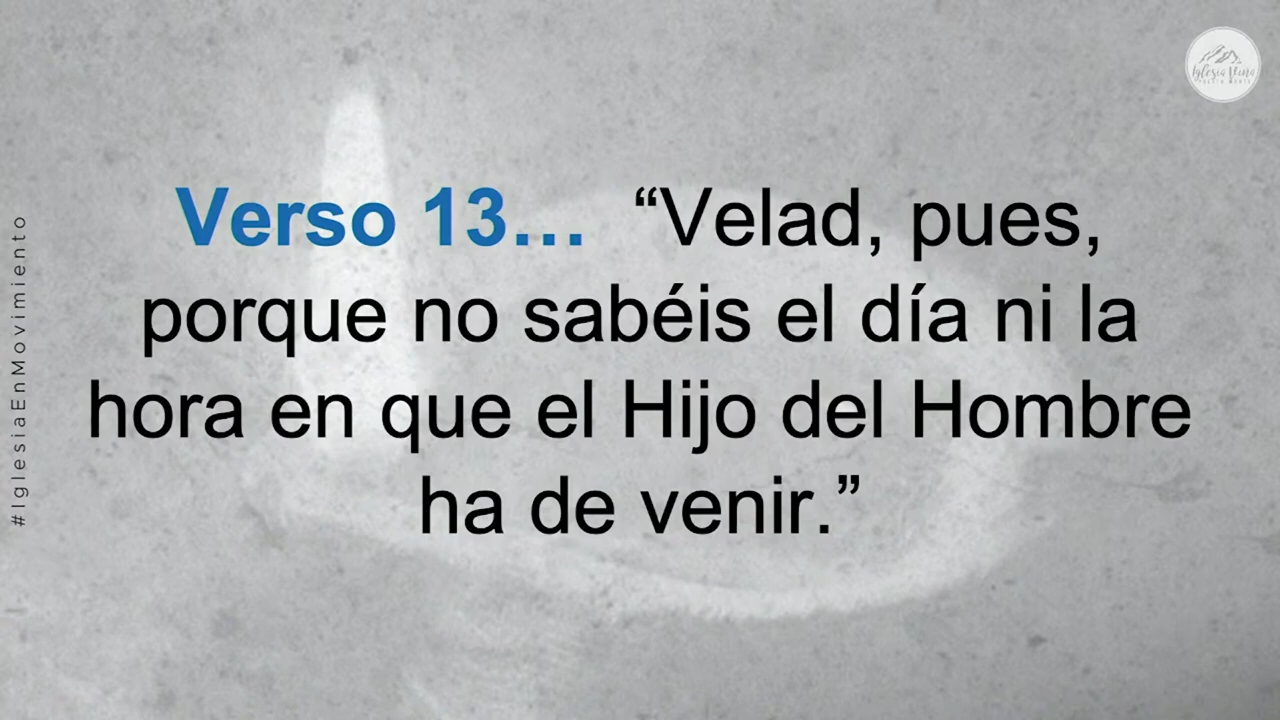 Verso 13… “Velad, pues,
porque no sabéis el día ni la
hora en que el Hijo del Hombre
ha de venir.”
#IglesiaEnMovimiento